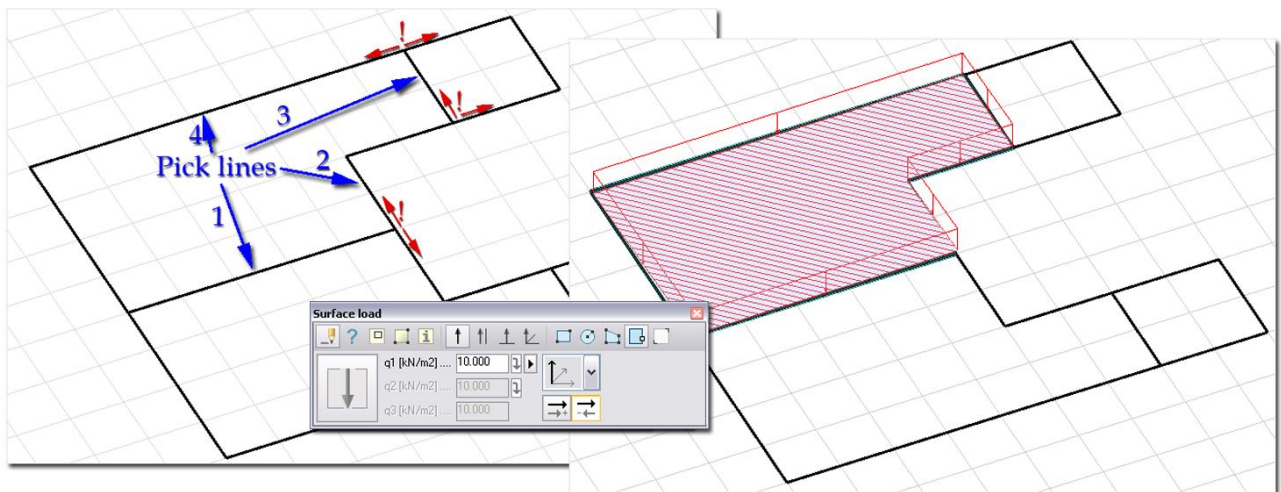 !
3
!
4
Pick lines
2
1
!
Surface load
q1 [kN/m2] .... 10.000
q2 [kN/m2] .... 10.000
q3 [kN/m2] .... 10.000